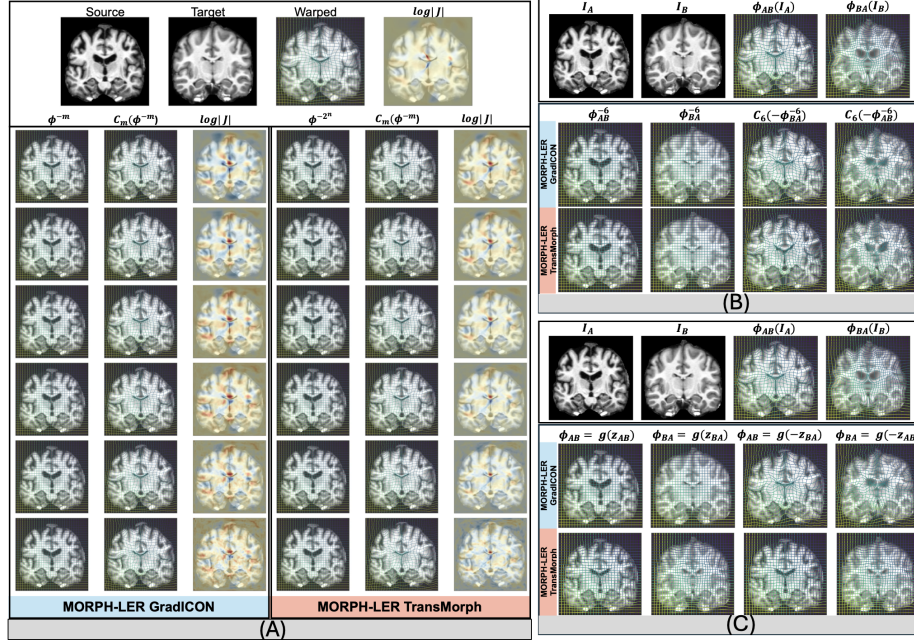 Source Target Warped log|J|
ϕ^{-m} C_m(ϕ^{-m}) log|J| ϕ^{-2^n} C_m(ϕ^{-m}) log|J|
MORPH-LER GradICON MORPH-LER TransMorph
(A)
I_A I_B ϕ_{AB}(I_A) ϕ_{BA}(I_B)
ϕ_{AB}^{-6} ϕ_{BA}^{-6} C_6(-ϕ_{BA}^{-6}) C_6(-ϕ_{AB}^{-6})
MORPH-LER
GradICON
MORPH-LER
TransMorph
(B)
I_A I_B ϕ_{AB}(I_A) ϕ_{BA}(I_B)
ϕ_{AB} = g(z_{AB}) ϕ_{BA} = g(z_{BA}) ϕ_{AB} = g(-z_{BA}) ϕ_{BA} = g(-z_{AB}
MORPH-LER
GradICON
MORPH-LER
TransMorph
(C)